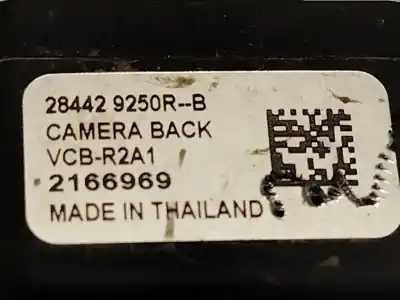 28442 9250R--B
CAMERA BACK
VCB-R2A1
2166969
MADE IN THAILAND